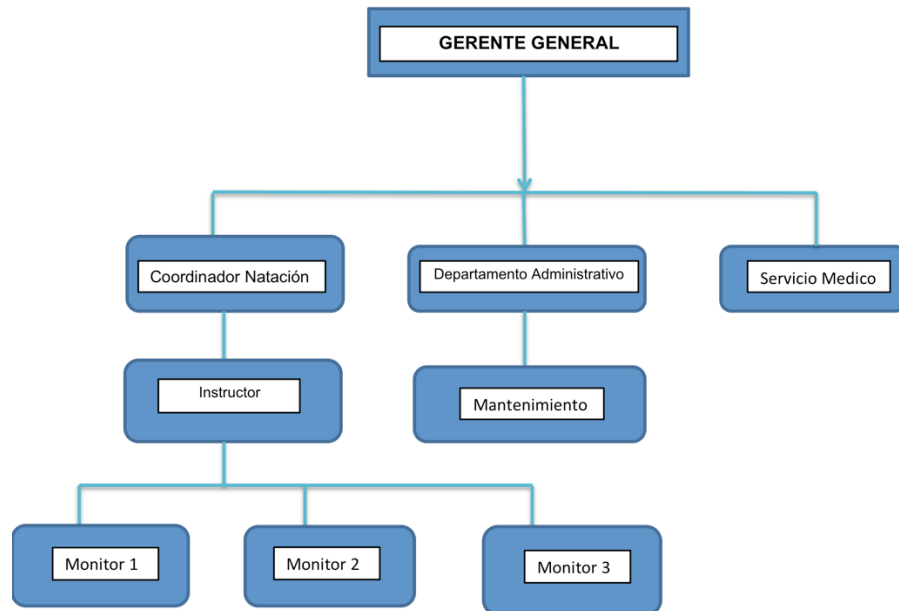 GERENTE GENERAL
Coordinador Natación
Departamento Administrativo
Servicio Medico
Instructor
Mantenimiento
Monitor 1
Monitor 2
Monitor 3